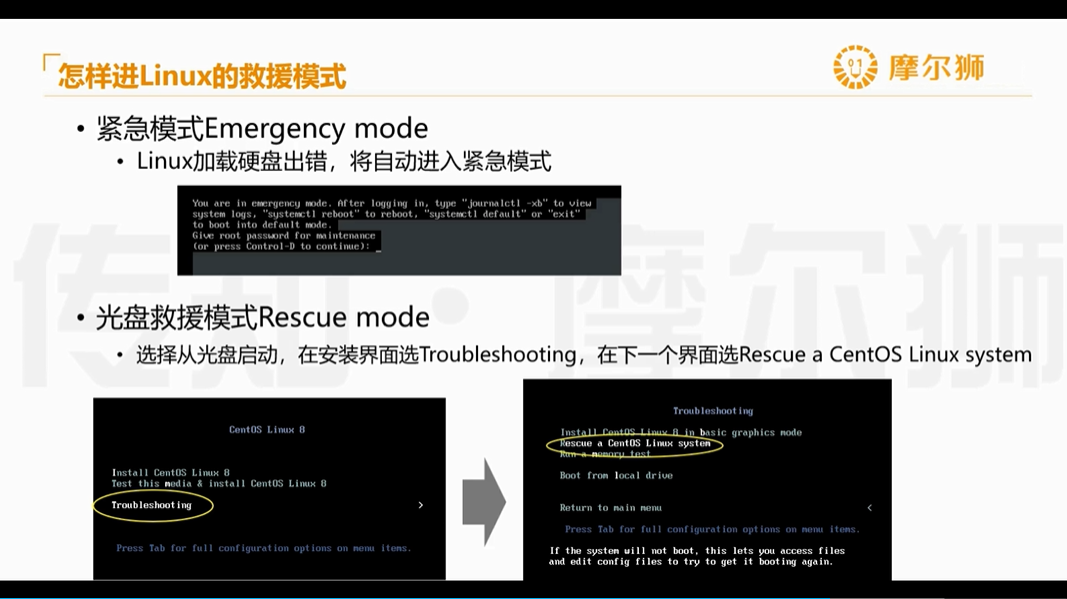 怎样进Linux的救援模式
摩尔狮
• 紧急模式Emergency mode
• Linux加载硬盘出错，将自动进入紧急模式
You are in emergency mode. After logging in, type "journalctl -xb" to view
system logs, "systemctl reboot" to reboot, "systemctl default" or "exit"
to boot into default mode.
Give root password for maintenance
(or press Control-D to continue): _
• 光盘救援模式Rescue mode
• 选择从光盘启动，在安装界面选Troubleshooting，在下一个界面选Rescue a CentOS Linux system
CentOS Linux 8
Install CentOS Linux 8
Test this media & install CentOS Linux 8
Troubleshooting >
Press Tab for full configuration options on menu items.
Troubleshooting
Install CentOS Linux 8 in basic graphics mode
Rescue a CentOS Linux system
Run a memory test
Boot from local drive
Return to main menu <
Press Tab for full configuration options on menu items.
If the system will not boot, this lets you access files
and edit config files to try to get it booting again.